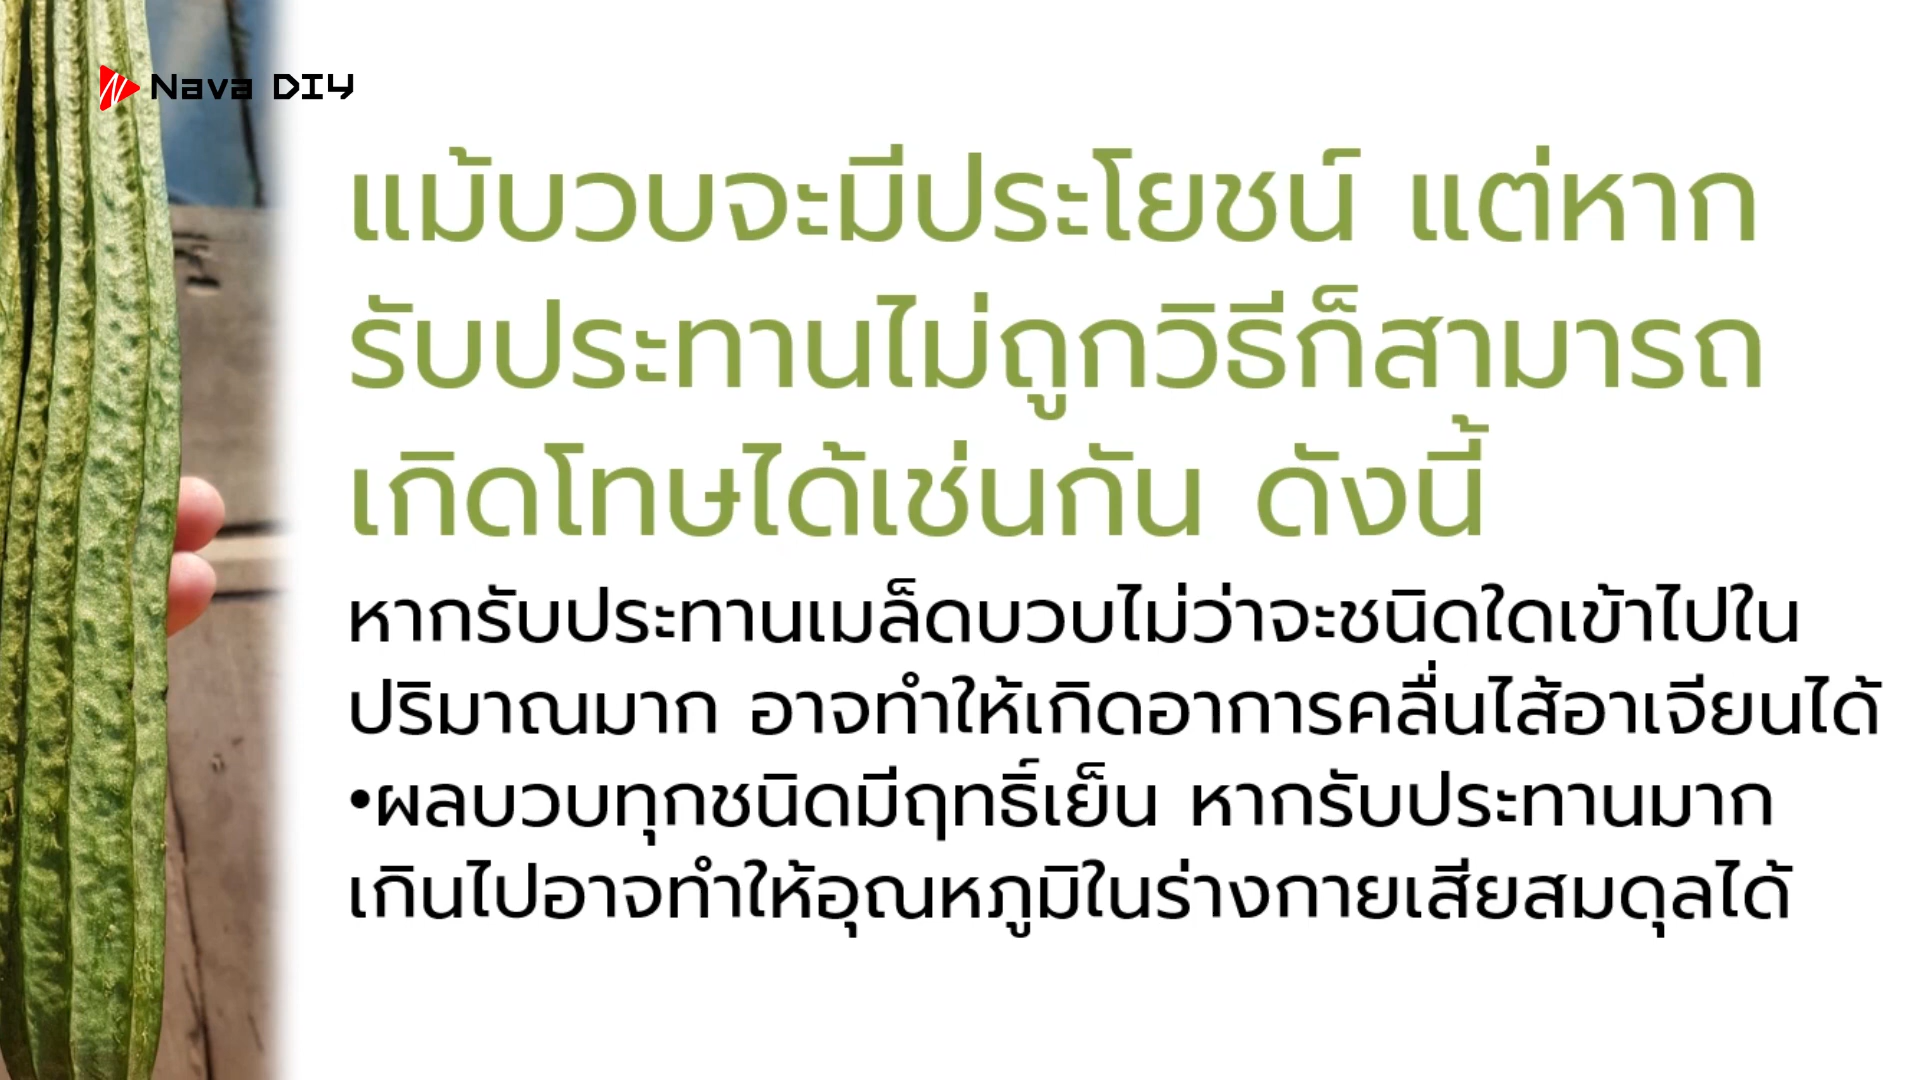 Nava DIY
แม้บวบจะมีประโยชน์ แต่หาก
รับประทานไม่ถูกวิธีก็สามารถ
เกิดโทษได้เช่นกัน ดังนี้
หากรับประทานเมล็ดบวบไม่ว่าจะชนิดใดเข้าไปใน
ปริมาณมาก อาจทำให้เกิดอาการคลื่นไส้อาเจียนได้
•ผลบวบทุกชนิดมีฤทธิ์เย็น หากรับประทานมาก
เกินไปอาจทำให้อุณหภูมิในร่างกายเสียสมดุลได้